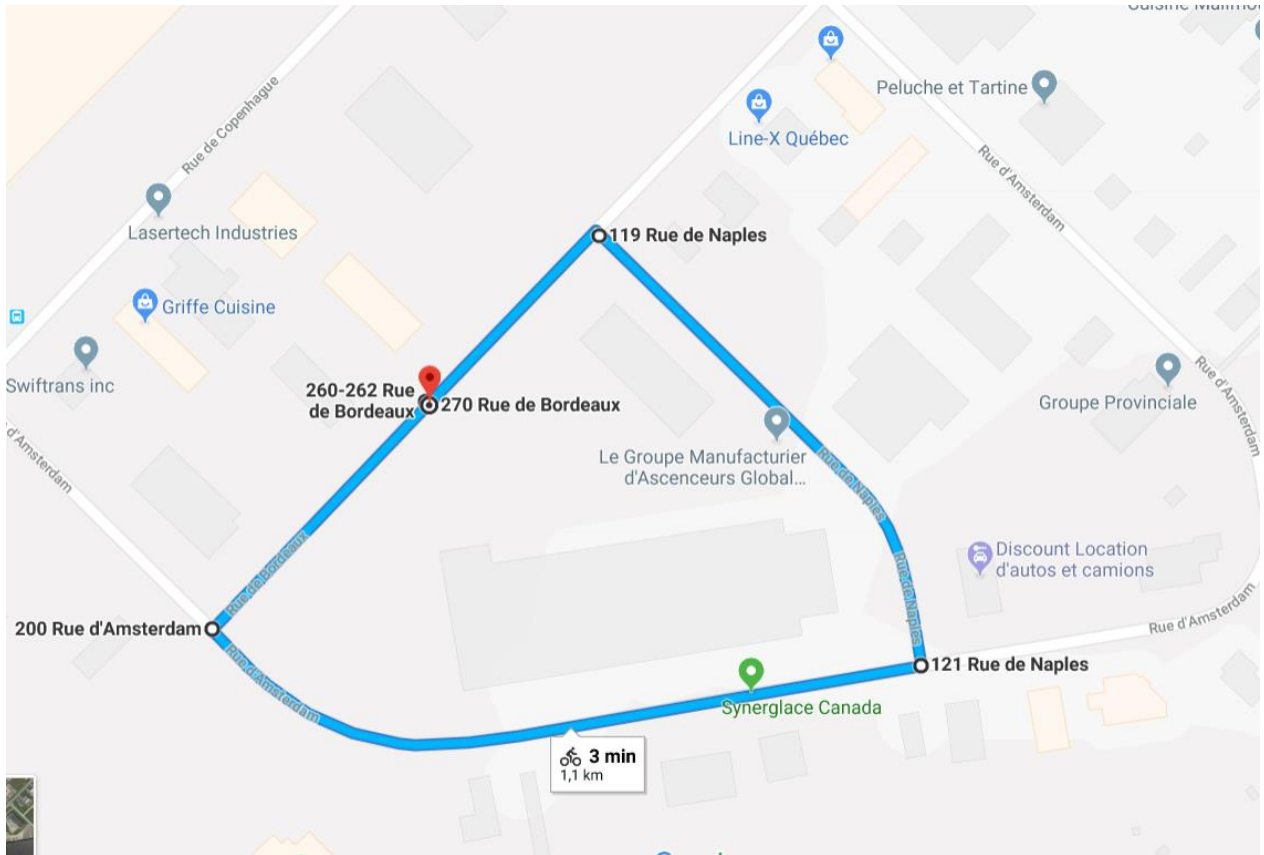 Rue de Copenhague
Peluche et Tartine
Line-X Québec
Rue d'Amsterdam
Lasertech Industries
119 Rue de Naples
Griffe Cuisine
Swiftrans inc
260-262 Rue
de Bordeaux
270 Rue de Bordeaux
Rue d'Amsterdam
Groupe Provinciale
d'Amsterdam
Le Groupe Manufacturier
d'Ascenceurs Global...
Rue de Naples
Rue de Bordeaux
Rue de Naples
Discount Location
d'autos et camions
200 Rue d'Amsterdam
Rue d'Amsterdam
Rue d'Amsterdam
121 Rue de Naples
Synerglace Canada
3 min
1,1 km